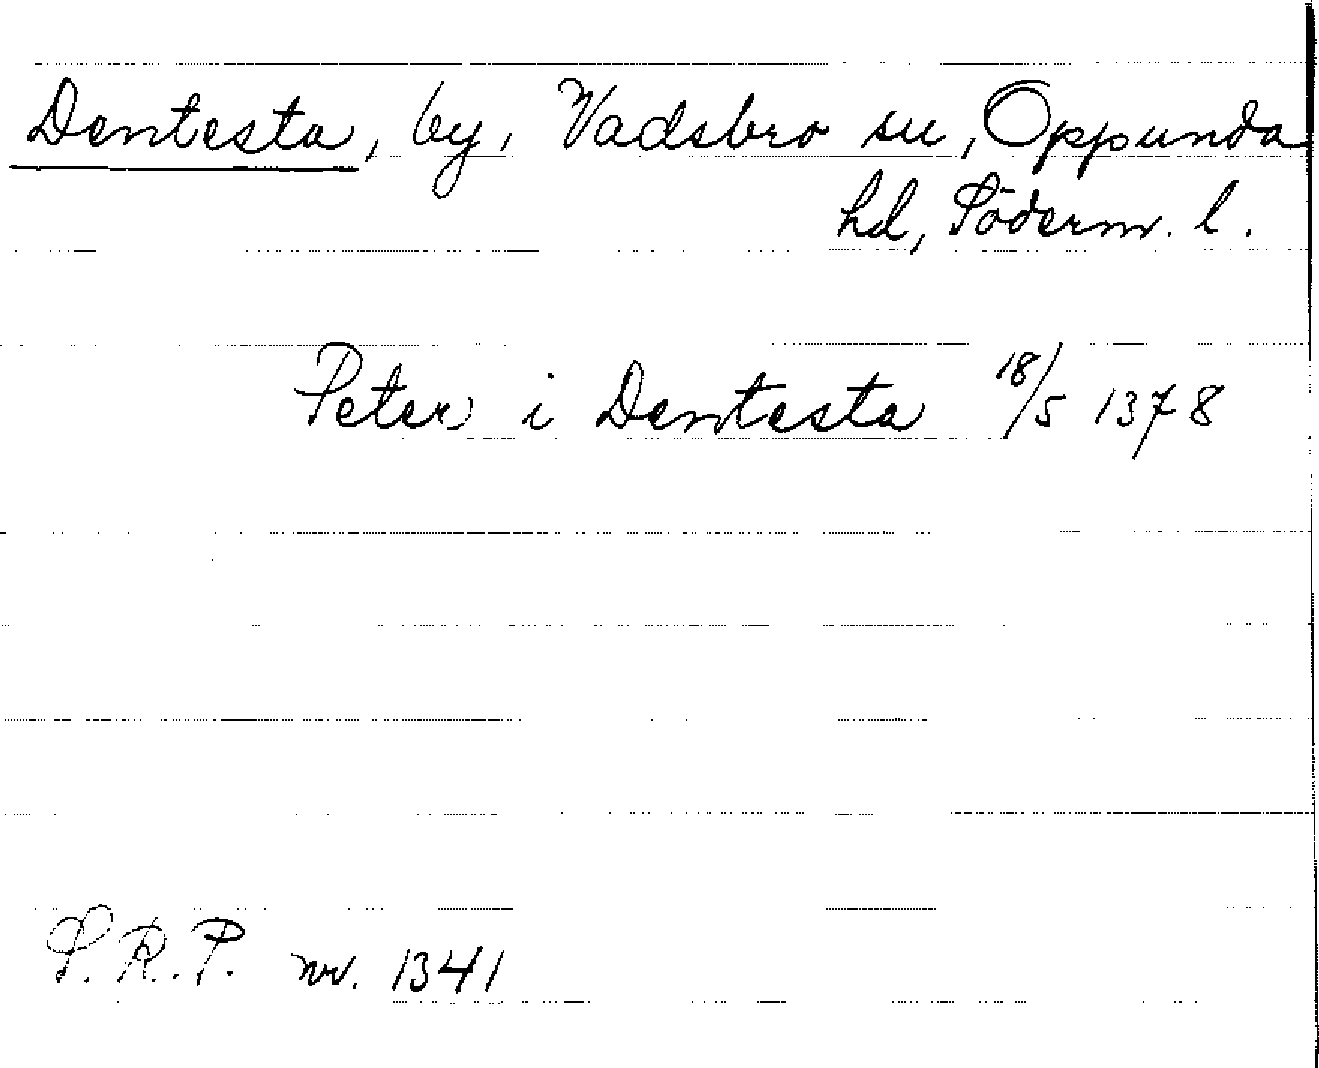 Dentesta, by, Vadsbro sn, Oppunda
hd, Söderm. l.
Peter i Dentesta 18/5 1378
S.R.P. nr. 1341